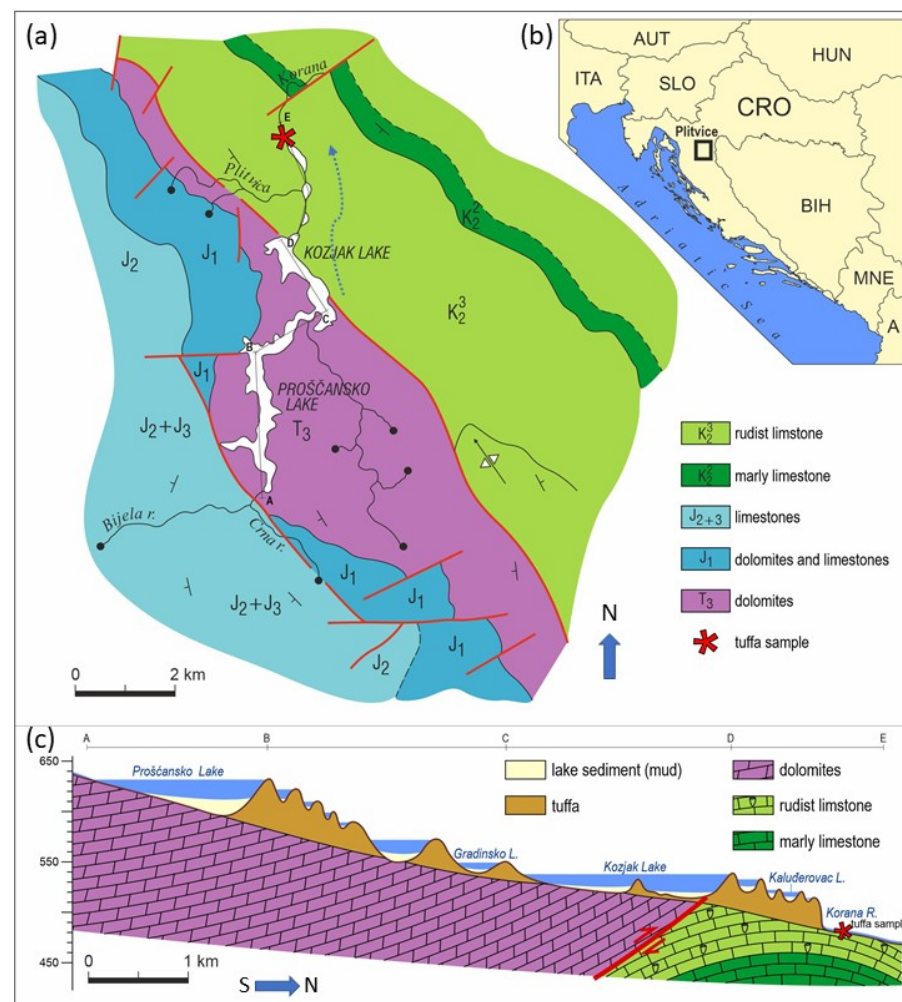 (a)
Korana
E
Plitvica
D
KOZJAK LAKE
C
B
PROŠĆANSKO
LAKE
T3
A
Bijela r.
Crna r.
J2
J1
J1
J2+J3
J2+J3
J1
J1
J1
J2
K₂²
K₂³
0 2 km
N
(b)
AUT
HUN
ITA
SLO
CRO
Plitvice
BIH
MNE
A
Adriatic Sea
K₂³ rudist limstone
K₂² marly limestone
J2+3 limestones
J1 dolomites and limestones
T3 dolomites
tuffa sample
(c)
A B C D E
650
550
450
Prošćansko Lake
Gradinsko L.
Kozjak Lake
Kaluđerovac L.
Korana R.
tuffa sample
lake sediment (mud)
tuffa
dolomites
rudist limstone
marly limestone
0 1 km
S N